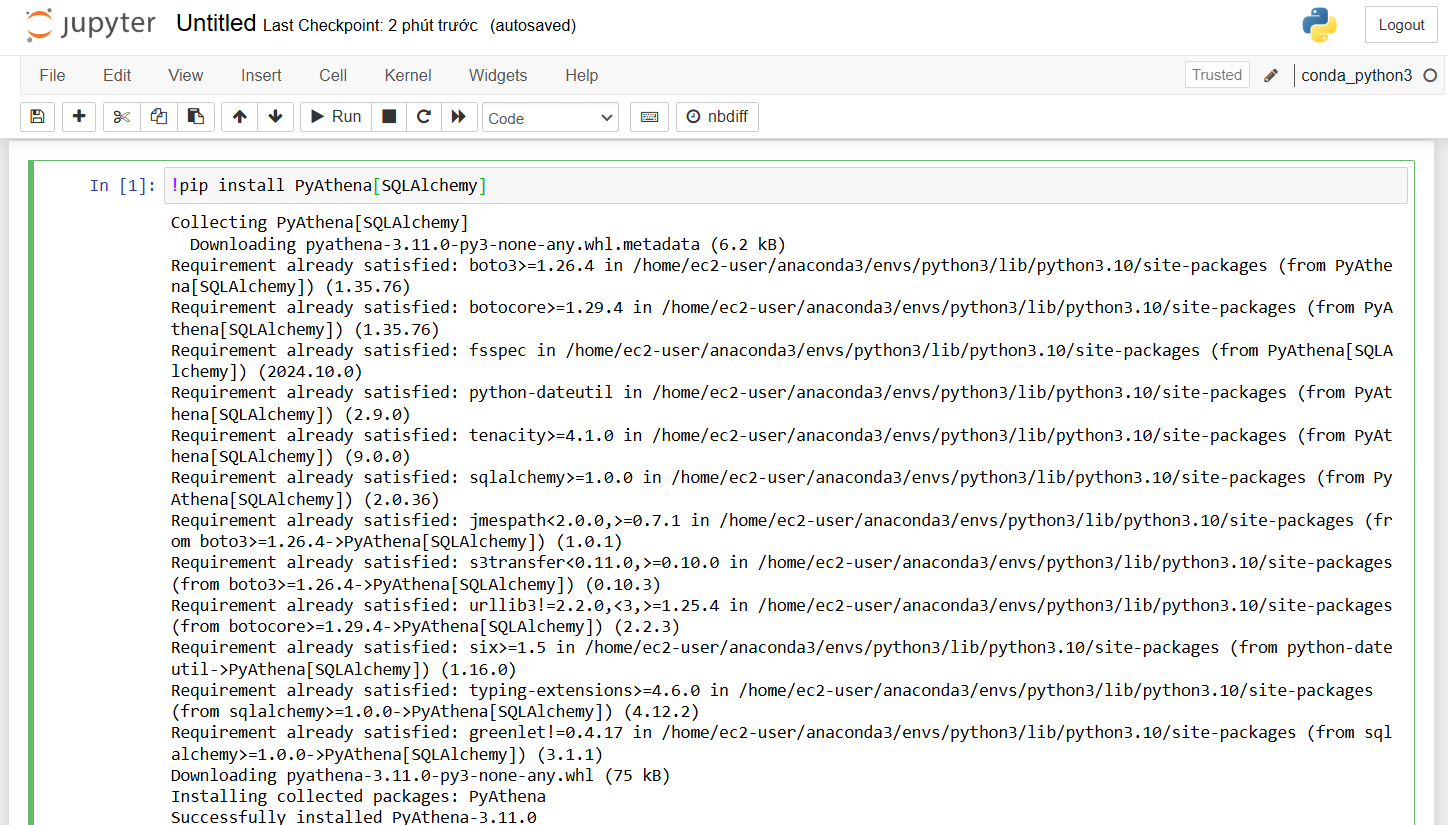 jupyter Untitled Last Checkpoint: 2 phút trước (autosaved) Logout
File Edit View Insert Cell Kernel Widgets Help Trusted conda_python3
Run Code nbdiff
In [1]: !pip install PyAthena[SQLAlchemy]
Collecting PyAthena[SQLAlchemy]
  Downloading pyathena-3.11.0-py3-none-any.whl.metadata (6.2 kB)
Requirement already satisfied: boto3>=1.26.4 in /home/ec2-user/anaconda3/envs/python3/lib/python3.10/site-packages (from PyAthe
na[SQLAlchemy]) (1.35.76)
Requirement already satisfied: botocore>=1.29.4 in /home/ec2-user/anaconda3/envs/python3/lib/python3.10/site-packages (from PyA
thena[SQLAlchemy]) (1.35.76)
Requirement already satisfied: fsspec in /home/ec2-user/anaconda3/envs/python3/lib/python3.10/site-packages (from PyAthena[SQLA
lchemy]) (2024.10.0)
Requirement already satisfied: python-dateutil in /home/ec2-user/anaconda3/envs/python3/lib/python3.10/site-packages (from PyAt
hena[SQLAlchemy]) (2.9.0)
Requirement already satisfied: tenacity>=4.1.0 in /home/ec2-user/anaconda3/envs/python3/lib/python3.10/site-packages (from PyAt
hena[SQLAlchemy]) (9.0.0)
Requirement already satisfied: sqlalchemy>=1.0.0 in /home/ec2-user/anaconda3/envs/python3/lib/python3.10/site-packages (from Py
Athena[SQLAlchemy]) (2.0.36)
Requirement already satisfied: jmespath<2.0.0,>=0.7.1 in /home/ec2-user/anaconda3/envs/python3/lib/python3.10/site-packages (fr
om boto3>=1.26.4->PyAthena[SQLAlchemy]) (1.0.1)
Requirement already satisfied: s3transfer<0.11.0,>=0.10.0 in /home/ec2-user/anaconda3/envs/python3/lib/python3.10/site-packages
(from boto3>=1.26.4->PyAthena[SQLAlchemy]) (0.10.3)
Requirement already satisfied: urllib3!=2.2.0,<3,>=1.25.4 in /home/ec2-user/anaconda3/envs/python3/lib/python3.10/site-packages
(from botocore>=1.29.4->PyAthena[SQLAlchemy]) (2.2.3)
Requirement already satisfied: six>=1.5 in /home/ec2-user/anaconda3/envs/python3/lib/python3.10/site-packages (from python-date
util->PyAthena[SQLAlchemy]) (1.16.0)
Requirement already satisfied: typing-extensions>=4.6.0 in /home/ec2-user/anaconda3/envs/python3/lib/python3.10/site-packages
(from sqlalchemy>=1.0.0->PyAthena[SQLAlchemy]) (4.12.2)
Requirement already satisfied: greenlet!=0.4.17 in /home/ec2-user/anaconda3/envs/python3/lib/python3.10/site-packages (from sql
alchemy>=1.0.0->PyAthena[SQLAlchemy]) (3.1.1)
Downloading pyathena-3.11.0-py3-none-any.whl (75 kB)
Installing collected packages: PyAthena
Successfully installed PyAthena-3.11.0